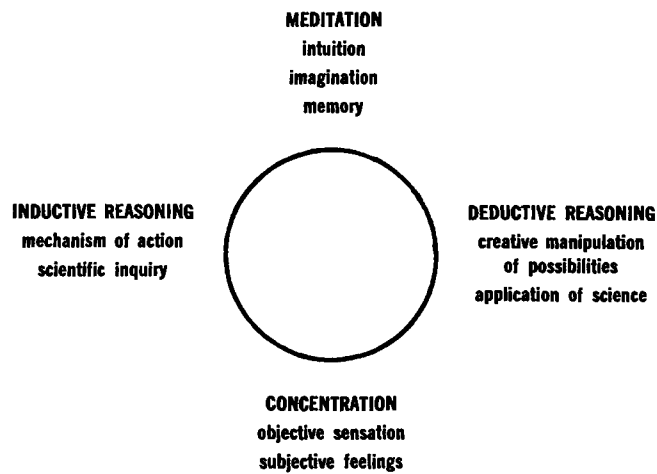 MEDITATION
intuition
imagination
memory
INDUCTIVE REASONING
mechanism of action
scientific inquiry
DEDUCTIVE REASONING
creative manipulation
of possibilities
application of science
CONCENTRATION
objective sensation
subjective feelings